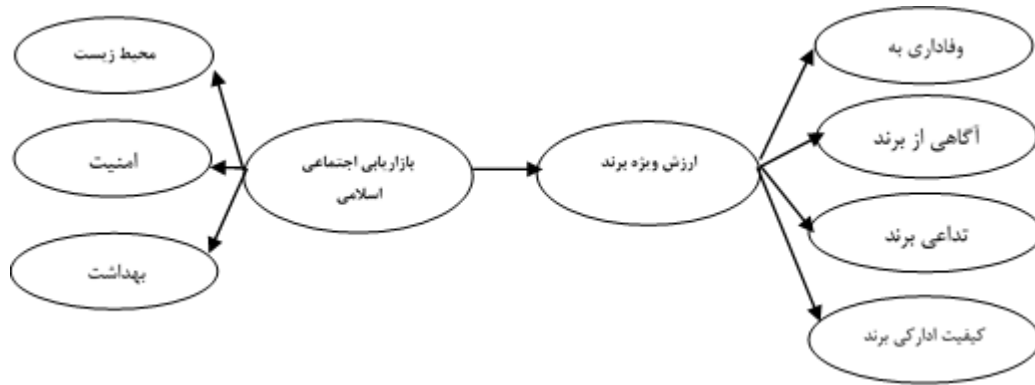 محیط زیست
امنیت
بهداشت
بازاریابی اجتماعی
اسلامی
ارزش ویژه برند
وفاداری به
آگاهی از برند
تداعی برند
کیفیت ادارکی برند